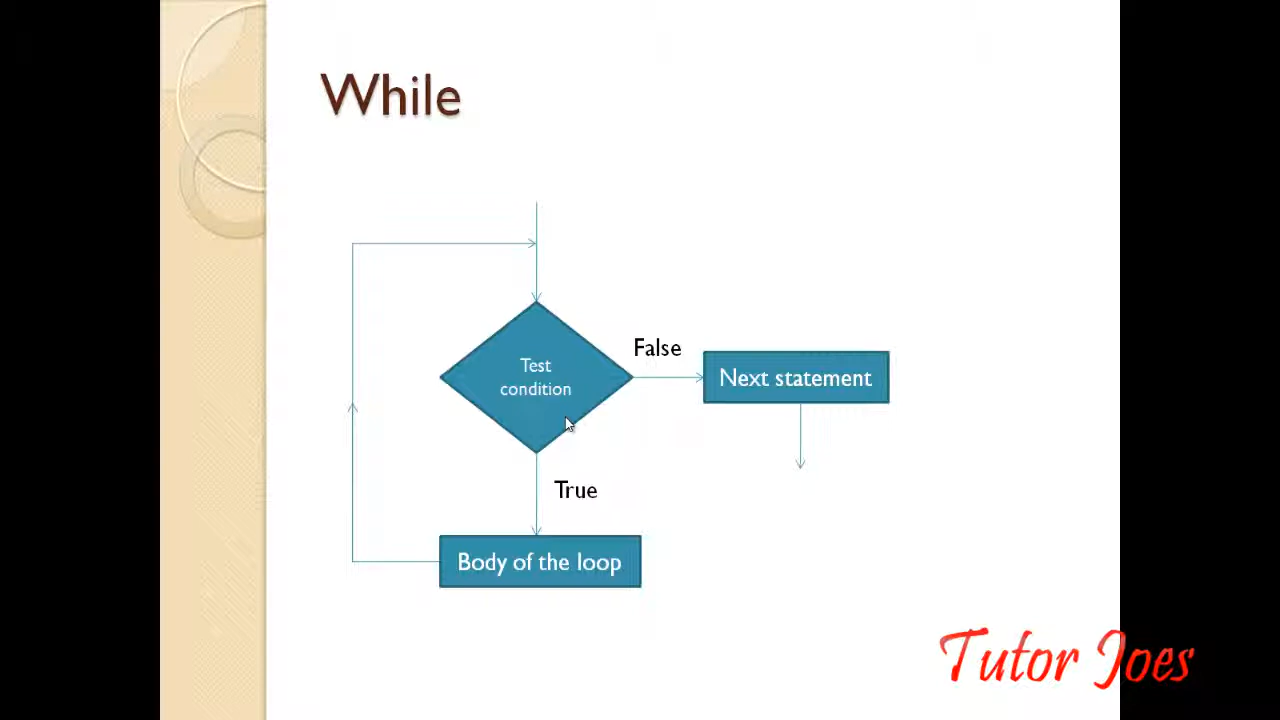 While
Test
condition
False
Next statement
True
Body of the loop
Tutor Joes